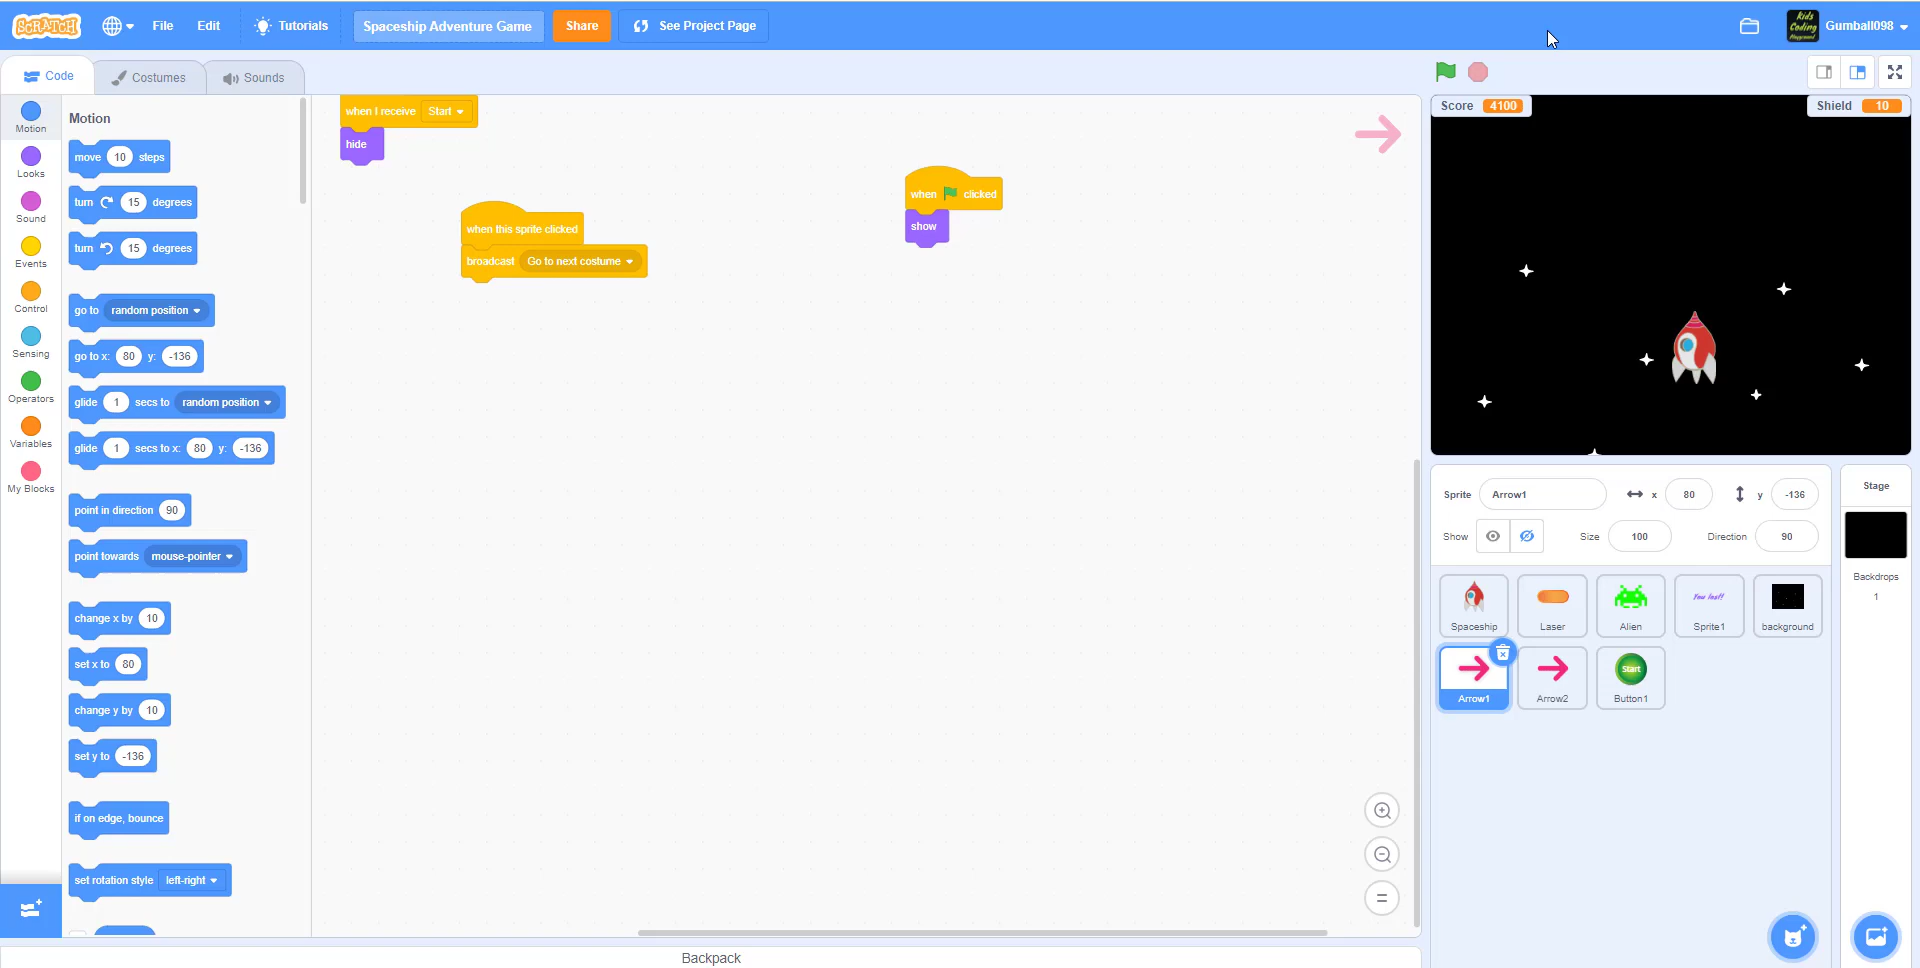 SCRATCH
File
Edit
Tutorials
Spaceship Adventure Game
Share
See Project Page
Kids
Coding
Playground
Gumball098
Code
Costumes
Sounds
Motion
Looks
Sound
Events
Control
Sensing
Operators
Variables
My Blocks
Motion
move 10 steps
turn 15 degrees
turn 15 degrees
go to random position
go to x: 80 y: -136
glide 1 secs to random position
glide 1 secs to x: 80 y: -136
point in direction 90
point towards mouse-pointer
change x by 10
set x to 80
change y by 10
set y to -136
if on edge, bounce
set rotation style left-right
when I receive Start
hide
when this sprite clicked
broadcast Go to next costume
when clicked
show
Score 4100
Shield 10
Sprite Arrow1 x 80 y -136
Show Size 100 Direction 90
Spaceship
Laser
Alien
You lost!!
Sprite1
background
Arrow1
Arrow2
Start
Button1
Stage
Backdrops
1
Backpack